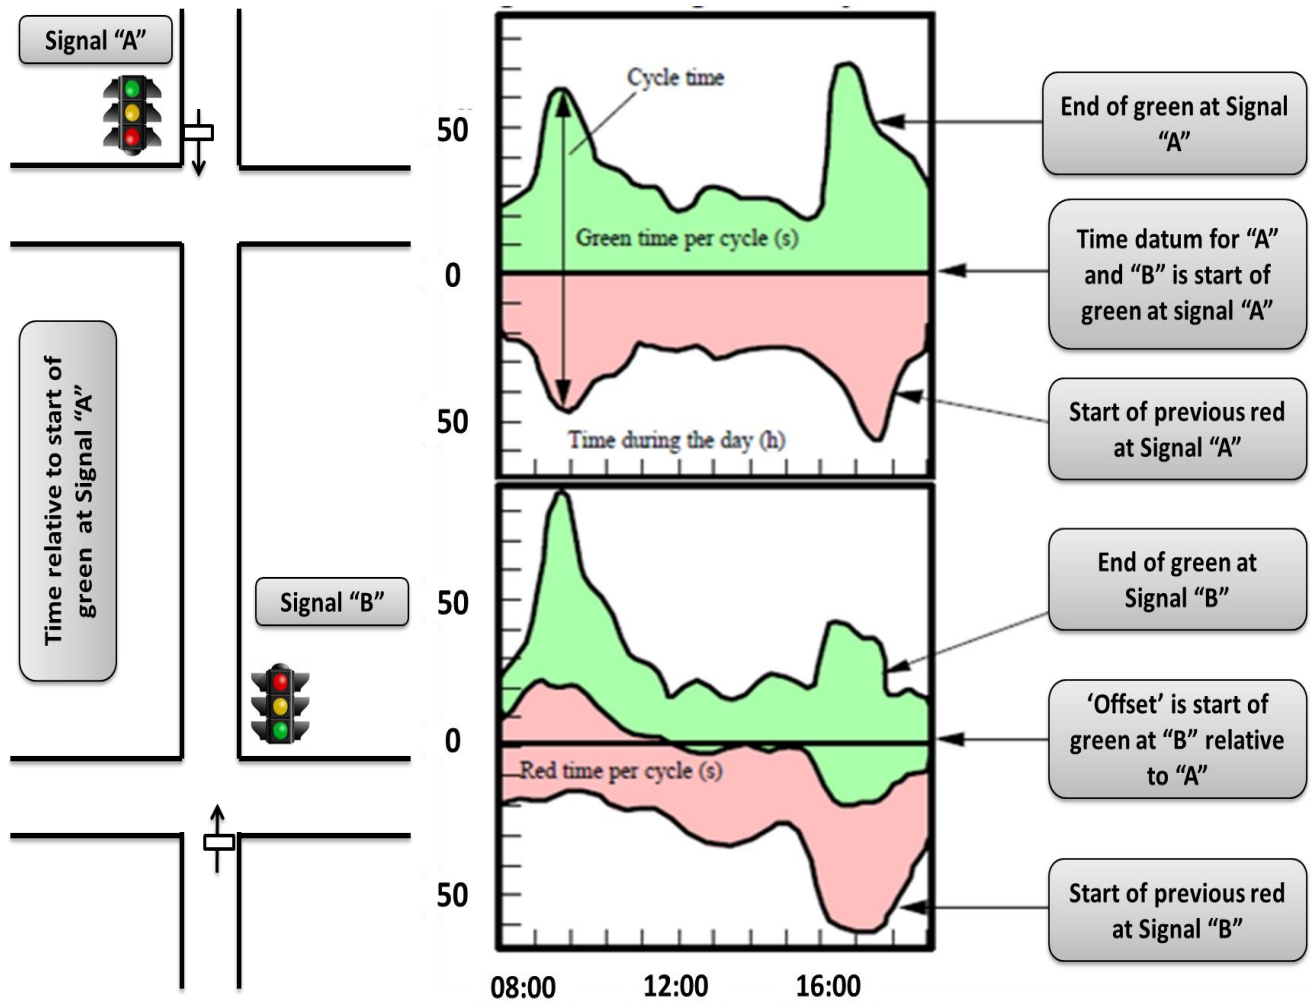 Signal “A”
Time relative to start of
green at Signal “A”
Signal “B”
50
0
50
Cycle time
Green time per cycle (s)
Time during the day (h)
50
0
50
Red time per cycle (s)
08:00
12:00
16:00
End of green at Signal
“A”
Time datum for “A”
and “B” is start of
green at signal “A”
Start of previous red
at Signal “A”
End of green at
Signal “B”
‘Offset’ is start of
green at “B” relative
to “A”
Start of previous red
at Signal “B”